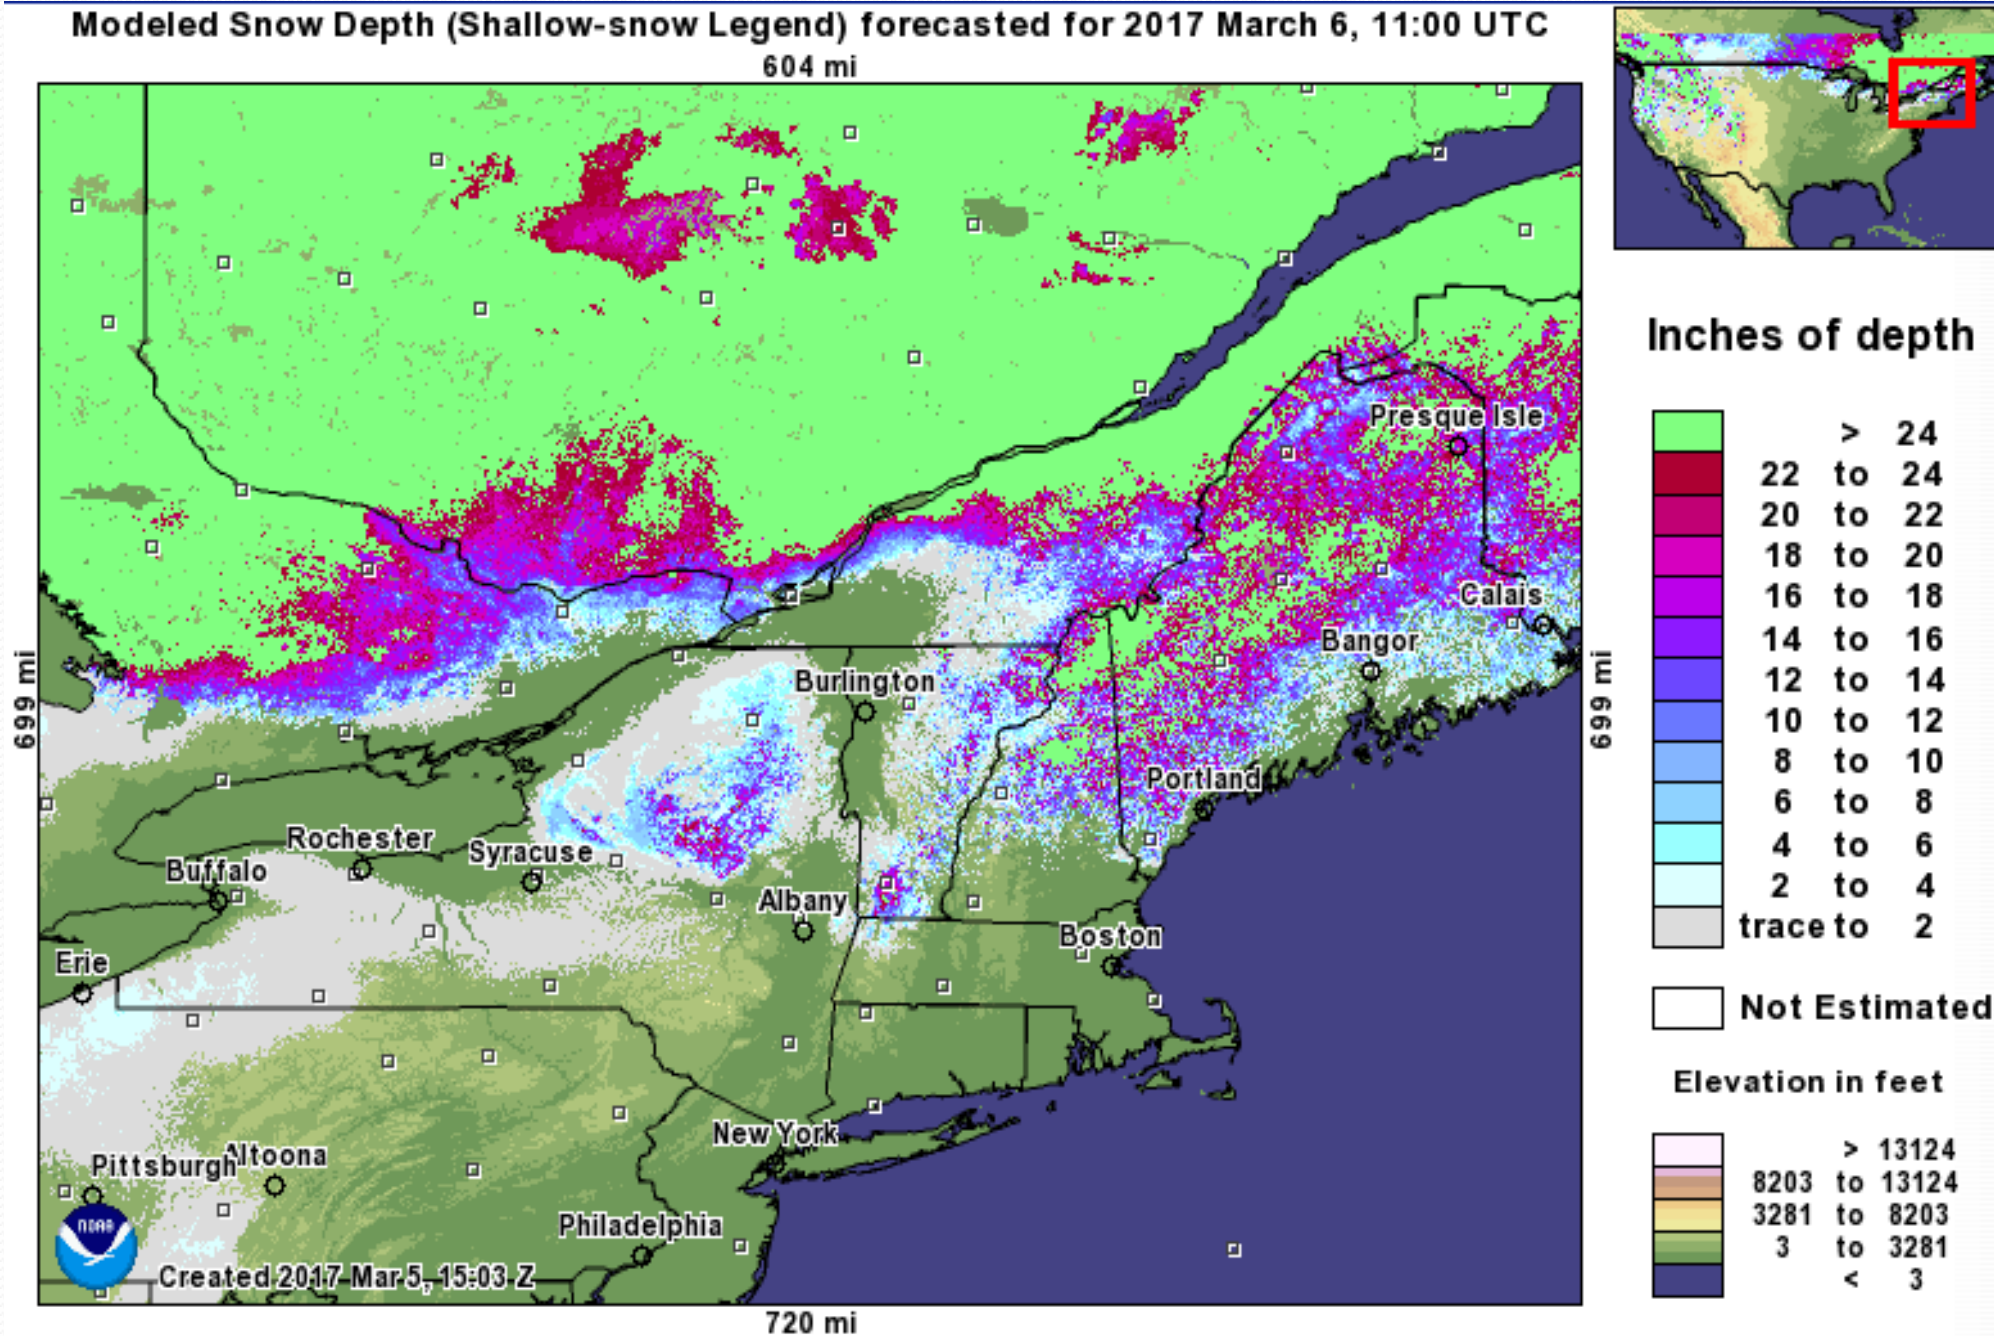 Modeled Snow Depth (Shallow-snow Legend) forecasted for 2017 March 6, 11:00 UTC
604 mi
Presque Isle
Calais
Bangor
Burlington
Portland
Rochester
Syracuse
Buffalo
Albany
Boston
Erie
New York
Altoona
Pittsburgh
Philadelphia
NOAA
Created 2017 Mar 5, 15:03 Z
699 mi
699 mi
720 mi
Inches of depth
> 24
22 to 24
20 to 22
18 to 20
16 to 18
14 to 16
12 to 14
10 to 12
8 to 10
6 to 8
4 to 6
2 to 4
trace to 2
Not Estimated
Elevation in feet
> 13124
8203 to 13124
3281 to 8203
3 to 3281
< 3